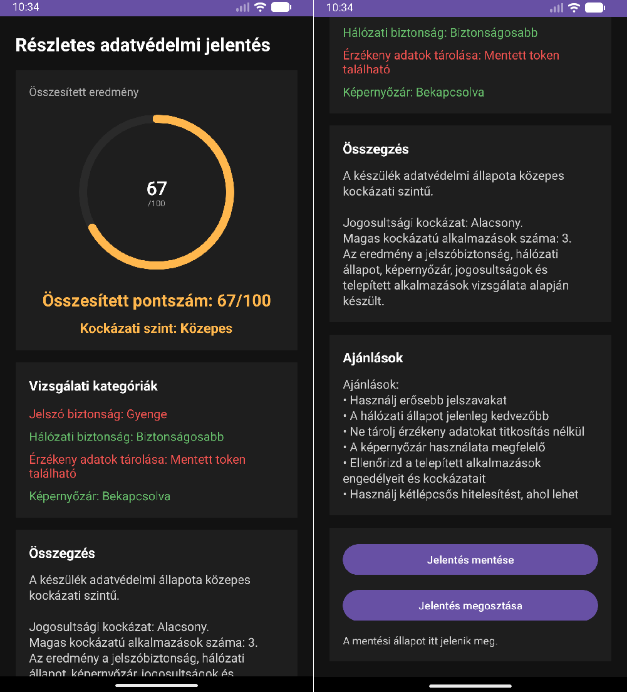 10:34
Részletes adatvédelmi jelentés
Összesített eredmény
67
/100
Összesített pontszám: 67/100
Kockázati szint: Közepes
Vizsgálati kategóriák
Jelszó biztonság: Gyenge
Hálózati biztonság: Biztonságosabb
Érzékeny adatok tárolása: Mentett token
található
Képernyőzár: Bekapcsolva
Összegzés
A készülék adatvédelmi állapota közepes
kockázati szintű.
Jogosultsági kockázat: Alacsony.
Magas kockázatú alkalmazások száma: 3.
Az eredmény a jelszóbiztonság, hálózati
állapot, képernyőzár, jogosultságok és
10:34
Hálózati biztonság: Biztonságosabb
Érzékeny adatok tárolása: Mentett token
található
Képernyőzár: Bekapcsolva
Összegzés
A készülék adatvédelmi állapota közepes
kockázati szintű.
Jogosultsági kockázat: Alacsony.
Magas kockázatú alkalmazások száma: 3.
Az eredmény a jelszóbiztonság, hálózati
állapot, képernyőzár, jogosultságok és
telepített alkalmazások vizsgálata alapján
készült.
Ajánlások
Ajánlások:
• Használj erősebb jelszavakat
• A hálózati állapot jelenleg kedvezőbb
• Ne tárolj érzékeny adatokat titkosítás nélkül
• A képernyőzár használata megfelelő
• Ellenőrizd a telepített alkalmazások
engedélyeit és kockázatait
• Használj kétlépcsős hitelesítést, ahol lehet
Jelentés mentése
Jelentés megosztása
A mentési állapot itt jelenik meg.